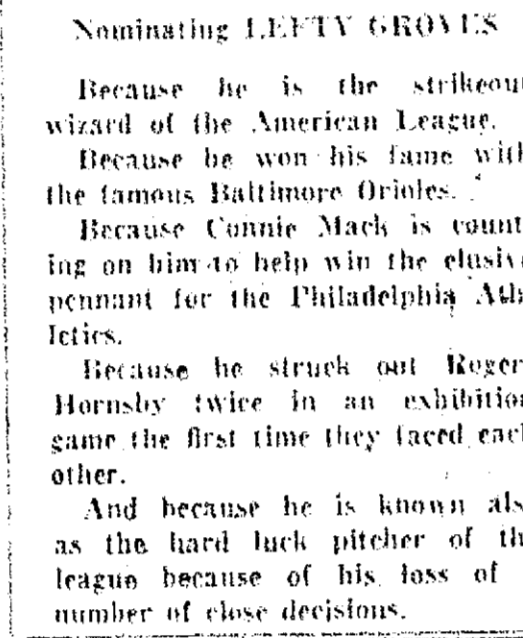 Nominating LEFTY GROVES
Because he is the strikeout
wizard of the American League.
Because he won his fame with
the famous Baltimore Orioles.
Because Connie Mack is count-
ing on him to help win the elusive
pennant for the Philadelphia Ath-
letics.
Because he struck out Roger
Hornsby twice in an exhibition
game the first time they faced each
other.
And because he is known als
as the hard luck pitcher of th
league because of his loss of
number of close decisions.